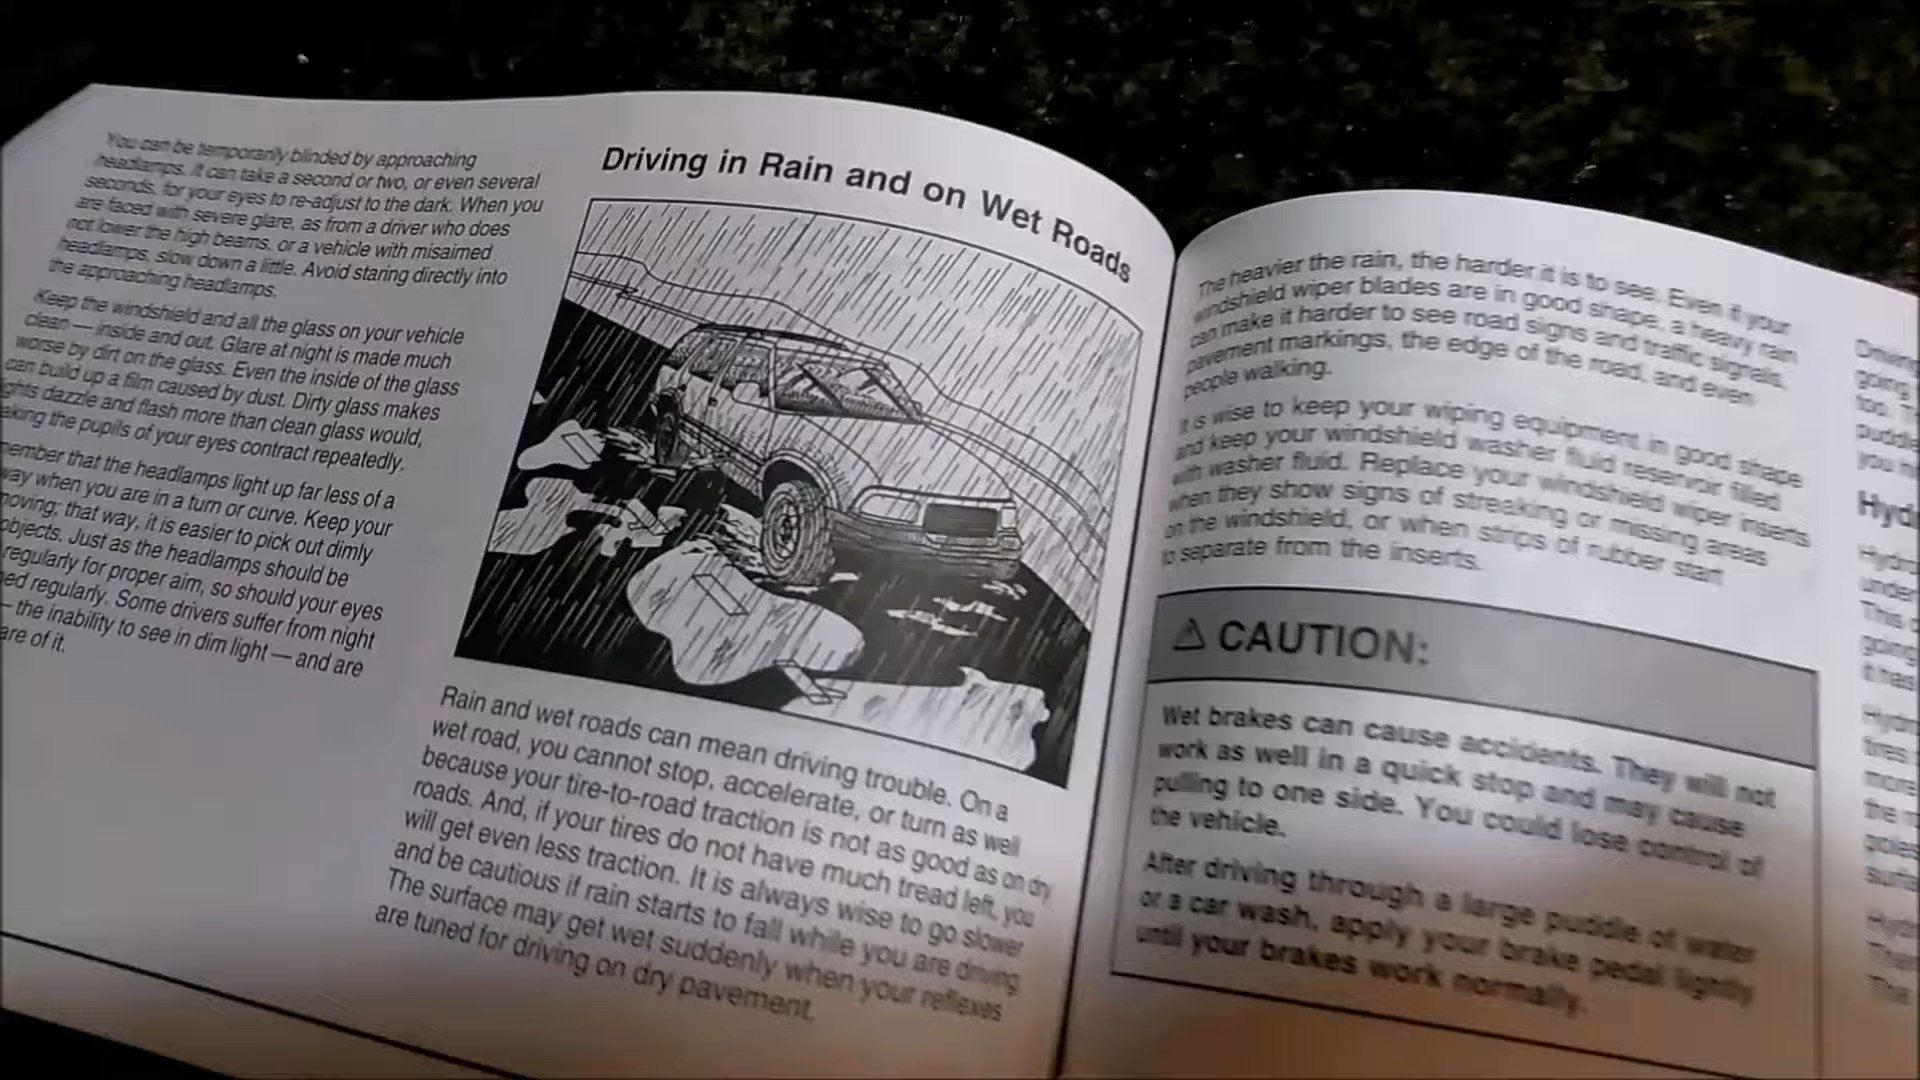 You can be temporarily blinded by approaching
headlamps. It can take a second or two, or even several
seconds, for your eyes to re-adjust to the dark. When you
are faced with severe glare, as from a driver who does
not lower the high beams, or a vehicle with misaimed
headlamps, slow down a little. Avoid staring directly into
the approaching headlamps.
Keep the windshield and all the glass on your vehicle
clean — inside and out. Glare at night is made much
worse by dirt on the glass. Even the inside of the glass
can build up a film caused by dust. Dirty glass makes
ights dazzle and flash more than clean glass would,
aking the pupils of your eyes contract repeatedly.
member that the headlamps light up far less of a
way when you are in a turn or curve. Keep your
moving; that way, it is easier to pick out dimly
objects. Just as the headlamps should be
regularly for proper aim, so should your eyes
ed regularly. Some drivers suffer from night
— the inability to see in dim light — and are
are of it.
Driving in Rain and on Wet Roads
Rain and wet roads can mean driving trouble. On a
wet road, you cannot stop, accelerate, or turn as well
because your tire-to-road traction is not as good as on dry
roads. And, if your tires do not have much tread left, you
will get even less traction. It is always wise to go slower
and be cautious if rain starts to fall while you are driving
The surface may get wet suddenly when your reflexes
are tuned for driving on dry pavement.
The heavier the rain, the harder it is to see. Even if your
windshield wiper blades are in good shape, a heavy rain
can make it harder to see road signs and traffic signals,
pavement markings, the edge of the road, and even
people walking.
It is wise to keep your wiping equipment in good shape
and keep your windshield washer fluid reservoir filled
with washer fluid. Replace your windshield wiper inserts
when they show signs of streaking or missing areas
on the windshield, or when strips of rubber start
to separate from the inserts.
⚠ CAUTION:
Wet brakes can cause accidents. They will not
work as well in a quick stop and may cause
pulling to one side. You could lose control of
the vehicle.
After driving through a large puddle of water
or a car wash, apply your brake pedal lightly
until your brakes work normally.
Driving
going
too.
puddle
Hyd
Hydro
under
This
going
it has
Hydro
tires
more